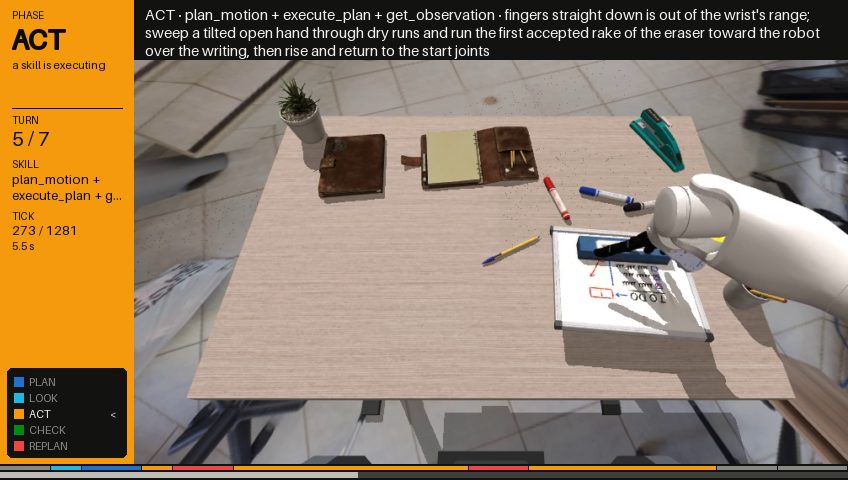 PHASE
ACT
a skill is executing
TURN
5 / 7
SKILL
plan_motion +
execute_plan + g...
TICK
273 / 1281
5.5 s
PLAN
LOOK
ACT <
CHECK
REPLAN
ACT · plan_motion + execute_plan + get_observation · fingers straight down is out of the wrist's range;
sweep a tilted open hand through dry runs and run the first accepted rake of the eraser toward the robot
over the writing, then rise and return to the start joints
TO DO